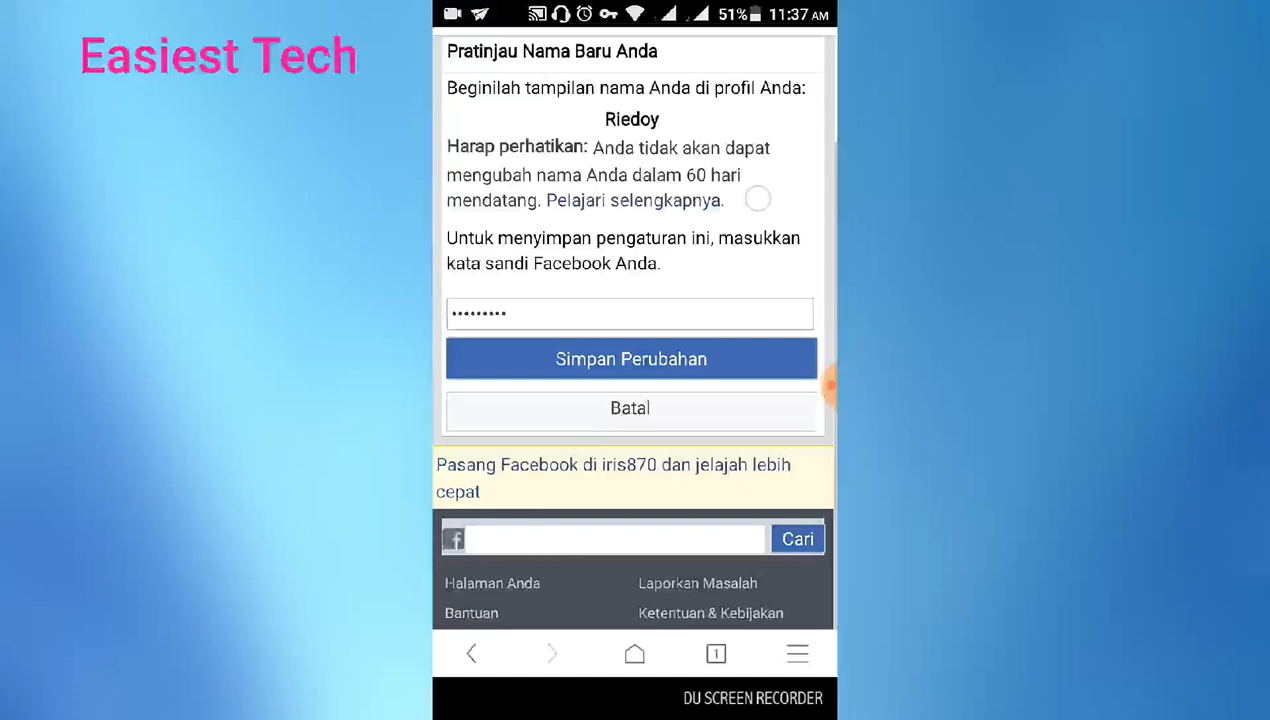 Easiest Tech
51% 11:37 AM
Pratinjau Nama Baru Anda
Beginilah tampilan nama Anda di profil Anda:
Riedoy
Harap perhatikan: Anda tidak akan dapat
mengubah nama Anda dalam 60 hari
mendatang. Pelajari selengkapnya.
Untuk menyimpan pengaturan ini, masukkan
kata sandi Facebook Anda.
•••••••••
Simpan Perubahan
Batal
Pasang Facebook di iris870 dan jelajah lebih
cepat
f Cari
Halaman Anda Laporkan Masalah
Bantuan Ketentuan & Kebijakan
1
DU SCREEN RECORDER